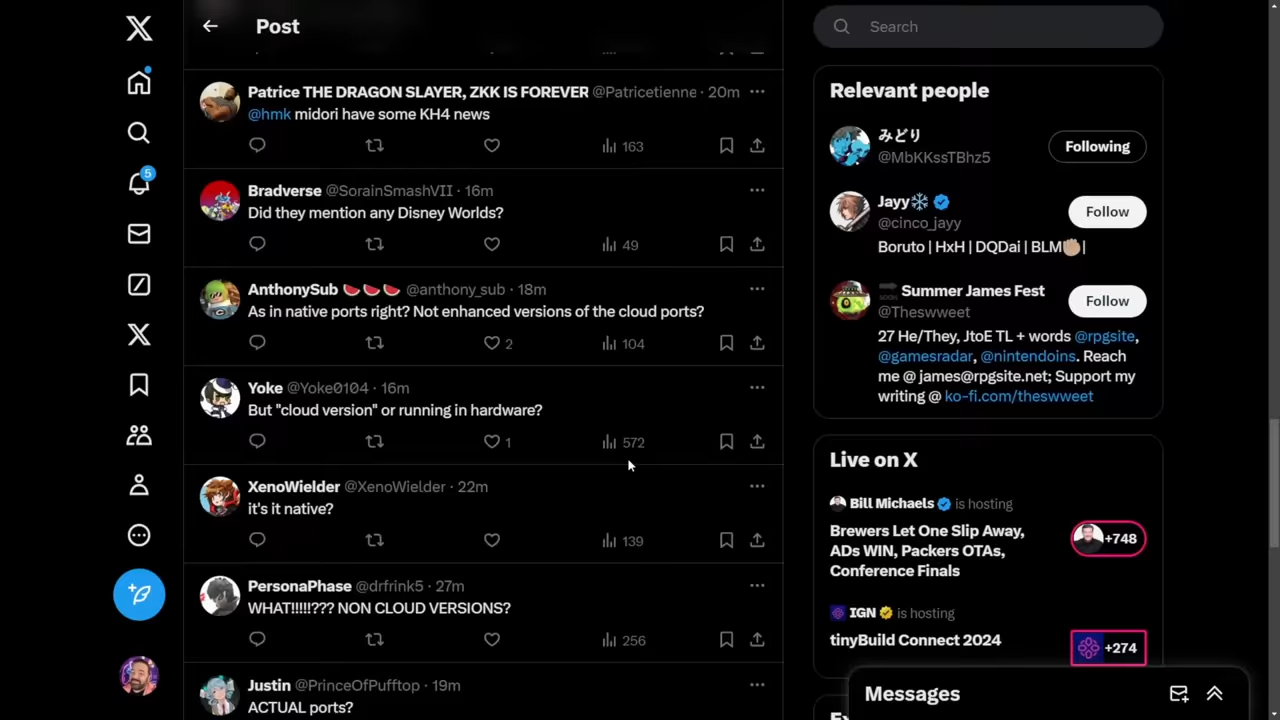 Post
Patrice THE DRAGON SLAYER, ZKK IS FOREVER @Patricetienne · 20m
@hmk midori have some KH4 news
163
Bradverse @SorainSmashVII · 16m
Did they mention any Disney Worlds?
49
AnthonySub 🍉🍉🍉 @anthony_sub · 18m
As in native ports right? Not enhanced versions of the cloud ports?
2 104
Yoke @Yoke0104 · 16m
But "cloud version" or running in hardware?
1 572
XenoWielder @XenoWielder · 22m
it's it native?
139
PersonaPhase @drfrink5 · 27m
WHAT!!!!!??? NON CLOUD VERSIONS?
256
Justin @PrinceOfPufftop · 19m
ACTUAL ports?
5
Search
Relevant people
みどり
@MbKKssTBhz5
Following
Jayy❄️
@cinco_jayy
Follow
Boruto | HxH | DQDai | BLM✊🏽 |
Summer James Fest
@Theswweet
Follow
27 He/They, JtoE TL + words @rpgsite,
@gamesradar, @nintendoins. Reach
me @ james@rpgsite.net; Support my
writing @ ko-fi.com/theswweet
Live on X
Bill Michaels is hosting
Brewers Let One Slip Away,
ADs WIN, Packers OTAs,
Conference Finals
+748
IGN is hosting
tinyBuild Connect 2024
+274
Messages